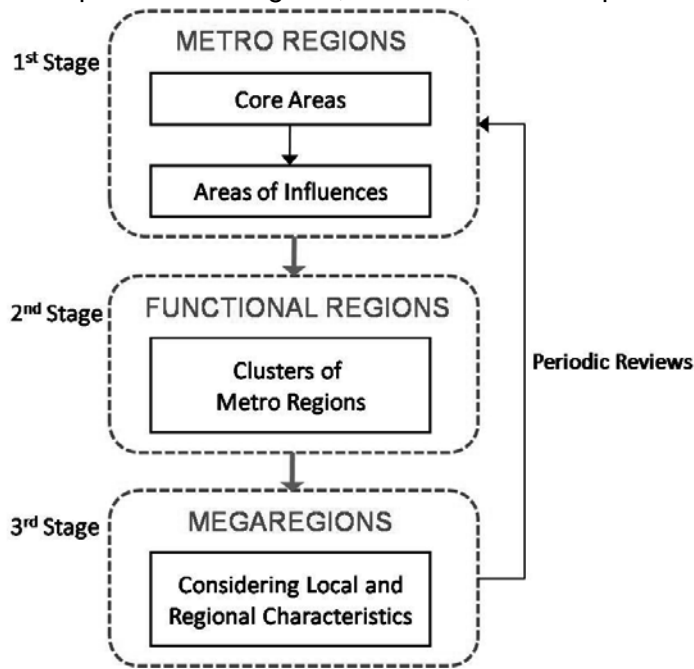 METRO REGIONS
1st Stage
Core Areas
Areas of Influences
FUNCTIONAL REGIONS
2nd Stage
Clusters of
Metro Regions
Periodic Reviews
MEGAREGIONS
3rd Stage
Considering Local and
Regional Characteristics